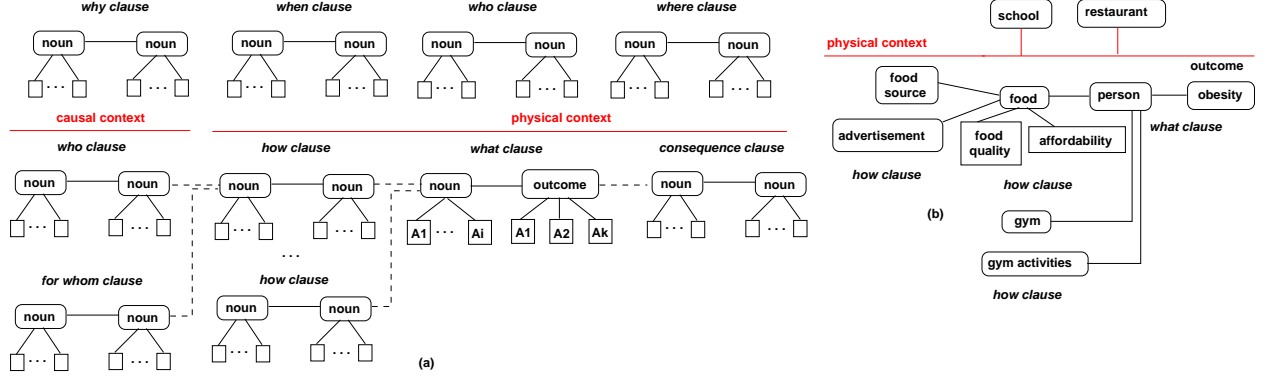 why clause
when clause
who clause
where clause
noun
noun
noun
noun
noun
noun
noun
noun
...
...
...
...
...
...
...
...
causal context
physical context
who clause
how clause
what clause
consequence clause
noun
noun
noun
noun
noun
outcome
noun
noun
...
...
...
...
A1
...
Ai
A1
A2
Ak
...
...
...
for whom clause
how clause
noun
noun
noun
noun
...
...
...
...
(a)
school
restaurant
physical context
outcome
food
source
food
person
obesity
what clause
advertisement
food
quality
affordability
how clause
how clause
(b)
gym
gym activities
how clause